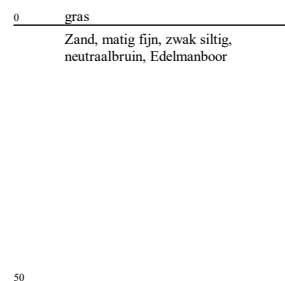 0 gras
Zand, matig fijn, zwak siltig,
neutraalbruin, Edelmanboor
50